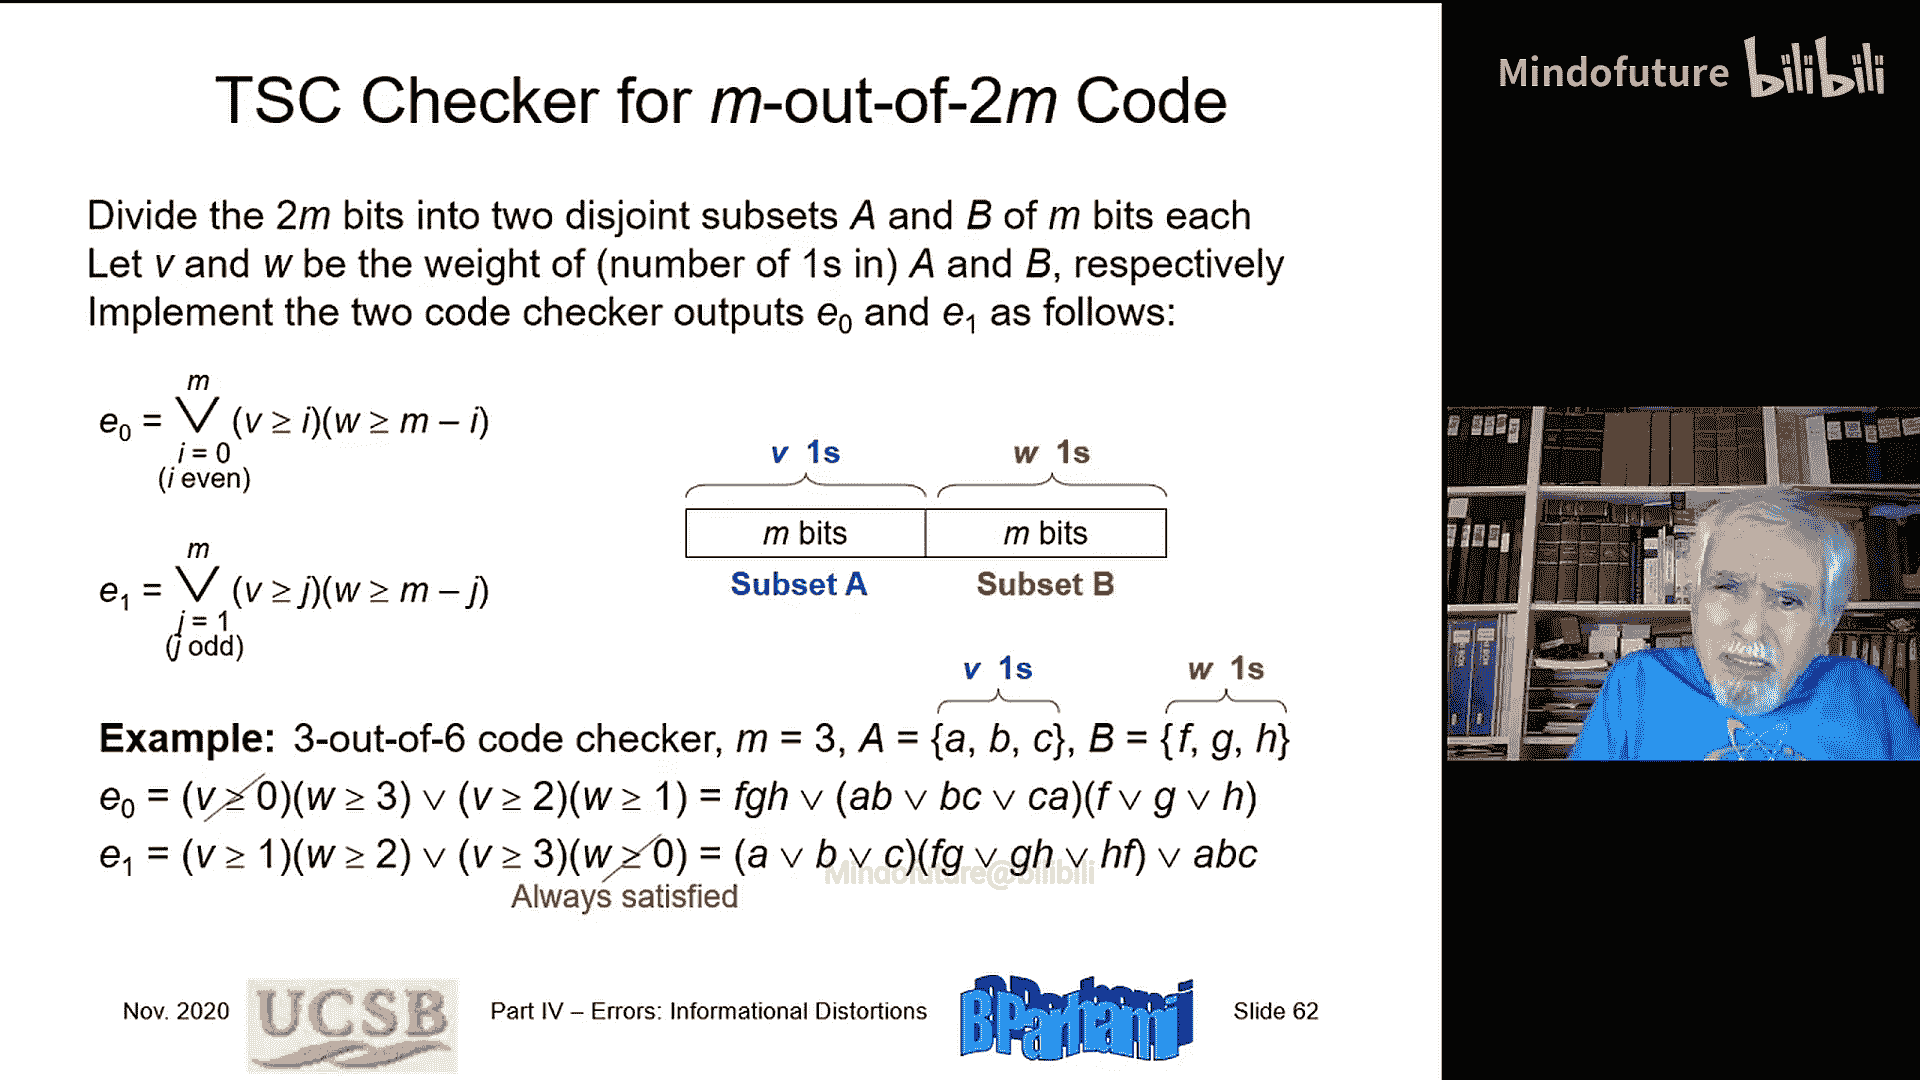 TSC Checker for m-out-of-2m Code
Mindofuture bilibili
Divide the 2m bits into two disjoint subsets A and B of m bits each
Let v and w be the weight of (number of 1s in) A and B, respectively
Implement the two code checker outputs e₀ and e₁ as follows:
m
e₀ = ⋁ (v ≥ i)(w ≥ m – i)
i = 0
(i even)
v 1s w 1s
m bits m bits
Subset A Subset B
m
e₁ = ⋁ (v ≥ j)(w ≥ m – j)
j = 1
(j odd)
v 1s w 1s
Example: 3-out-of-6 code checker, m = 3, A = {a, b, c}, B = {f, g, h}
e₀ = (v ≥ 0)(w ≥ 3) ∨ (v ≥ 2)(w ≥ 1) = fgh ∨ (ab ∨ bc ∨ ca)(f ∨ g ∨ h)
e₁ = (v ≥ 1)(w ≥ 2) ∨ (v ≥ 3)(w ≥ 0) = (a ∨ b ∨ c)(fg ∨ gh ∨ hf) ∨ abc
Mindofuture@bilibili
Always satisfied
Nov. 2020 UCSB Part IV – Errors: Informational Distortions B Parhami Slide 62